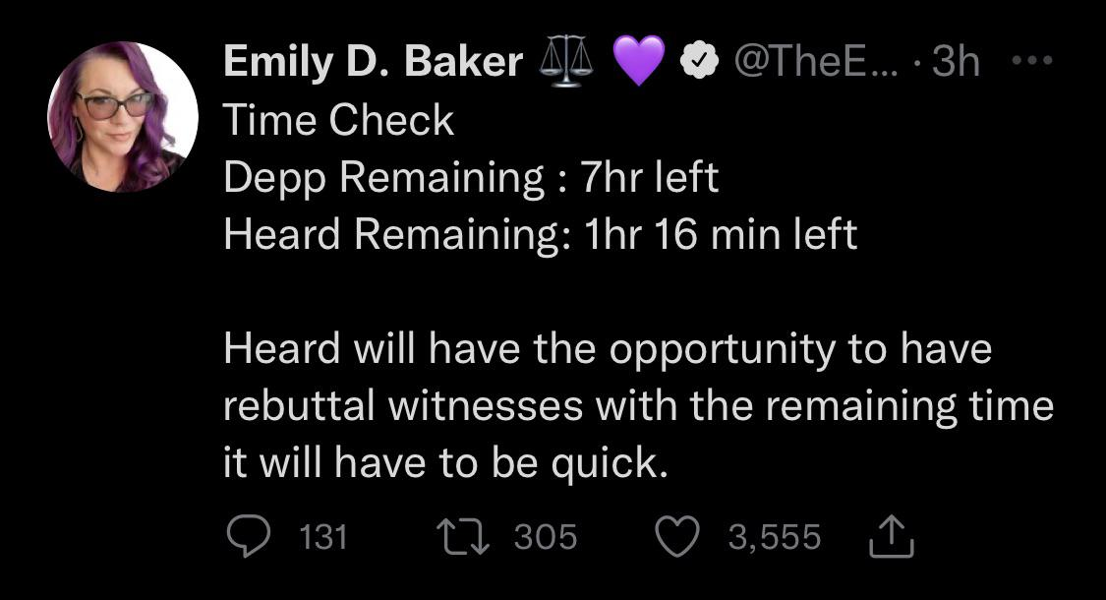 Emily D. Baker ⚖️ 💜 @TheE... · 3h
Time Check
Depp Remaining : 7hr left
Heard Remaining: 1hr 16 min left
Heard will have the opportunity to have
rebuttal witnesses with the remaining time
it will have to be quick.
131 305 3,555